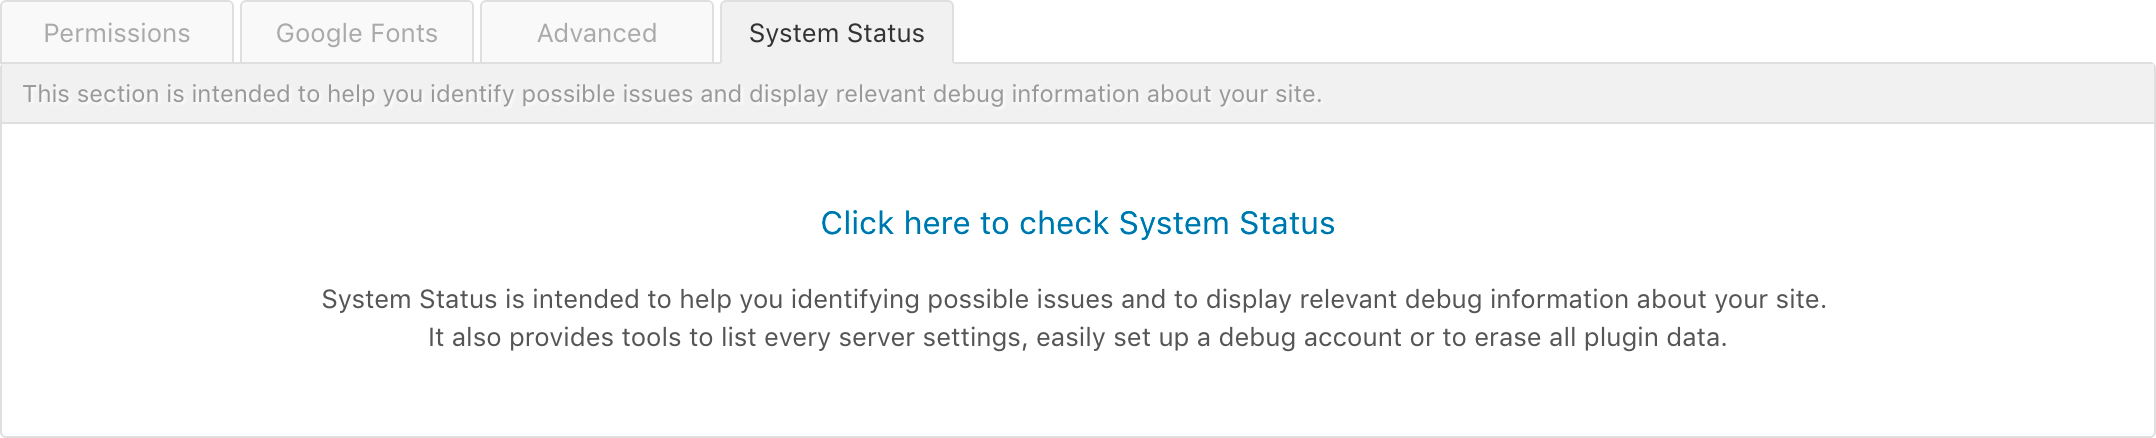 Permissions
Google Fonts
Advanced
System Status
This section is intended to help you identify possible issues and display relevant debug information about your site.
Click here to check System Status
System Status is intended to help you identifying possible issues and to display relevant debug information about your site.
It also provides tools to list every server settings, easily set up a debug account or to erase all plugin data.